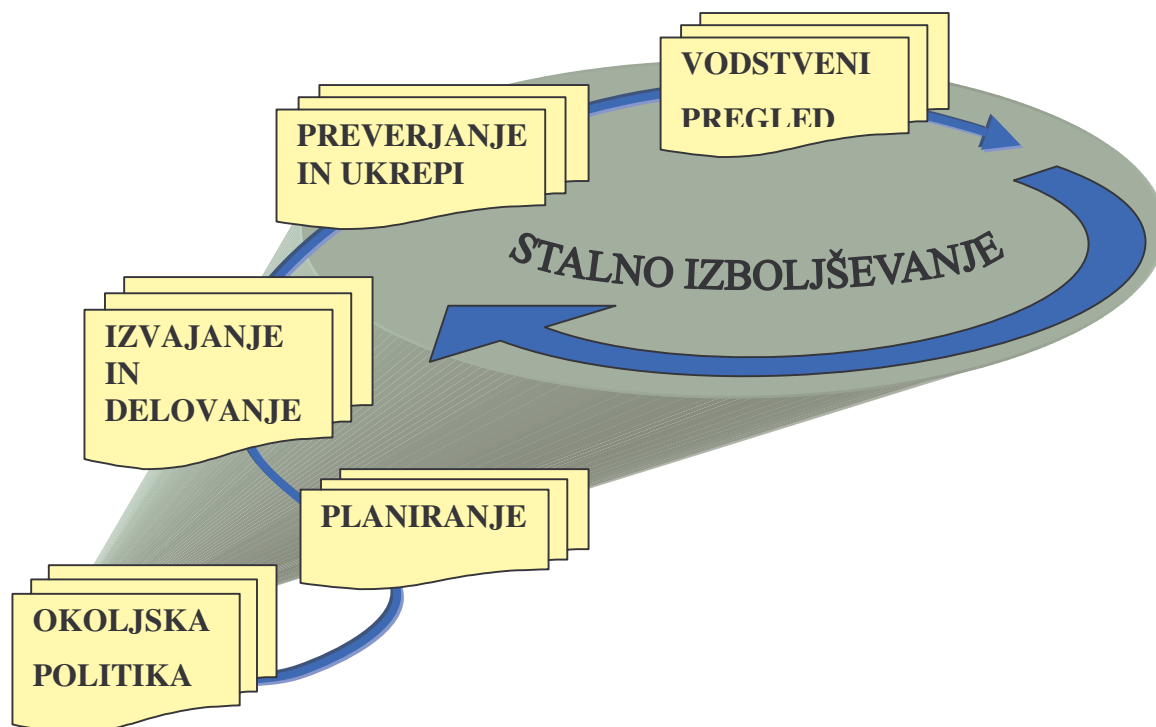 VODSTVENI
PREGLED
PREVERJANJE
IN UKREPI
STALNO IZBOLJŠEVANJE
IZVAJANJE
IN
DELOVANJE
PLANIRANJE
OKOLJSKA
POLITIKA